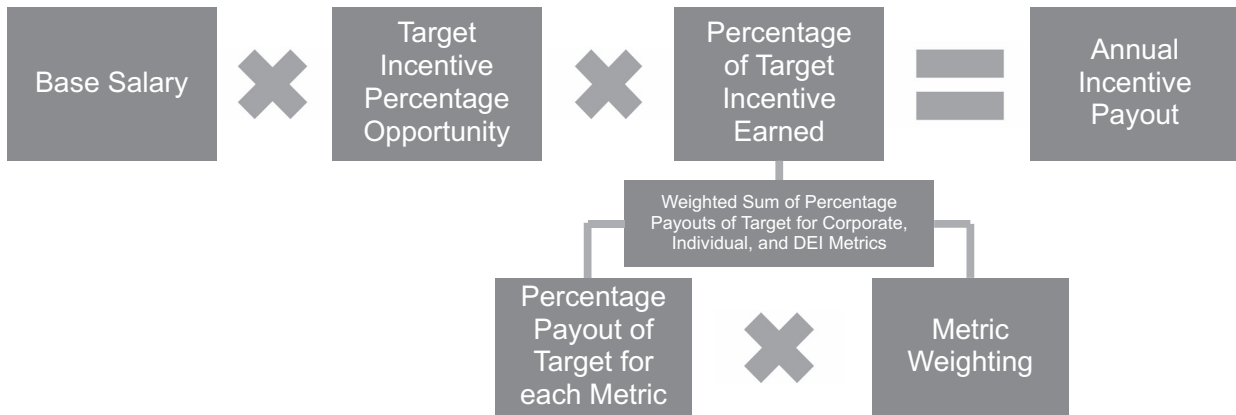 Base Salary
Target
Incentive
Percentage
Opportunity
Percentage
of Target
Incentive
Earned
Annual
Incentive
Payout
Weighted Sum of Percentage
Payouts of Target for Corporate,
Individual, and DEI Metrics
Percentage
Payout of
Target for
each Metric
Metric
Weighting